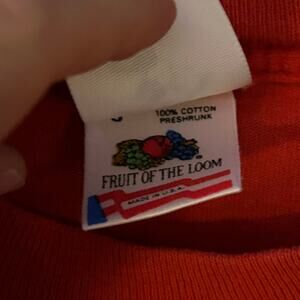 100% COTTON
PRESHRUNK
FRUIT OF THE LOOM
MADE IN U.S.A.